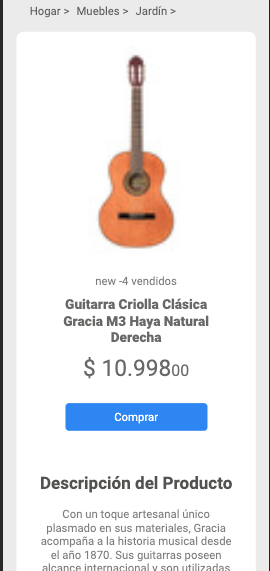 Hogar > Muebles > Jardín >
new -4 vendidos
Guitarra Criolla Clásica
Gracia M3 Haya Natural
Derecha
$ 10.99800
Comprar
Descripción del Producto
Con un toque artesanal único
plasmado en sus materiales, Gracia
acompaña a la historia musical desde
el año 1870. Sus guitarras poseen
alcance internacional y son utilizadas